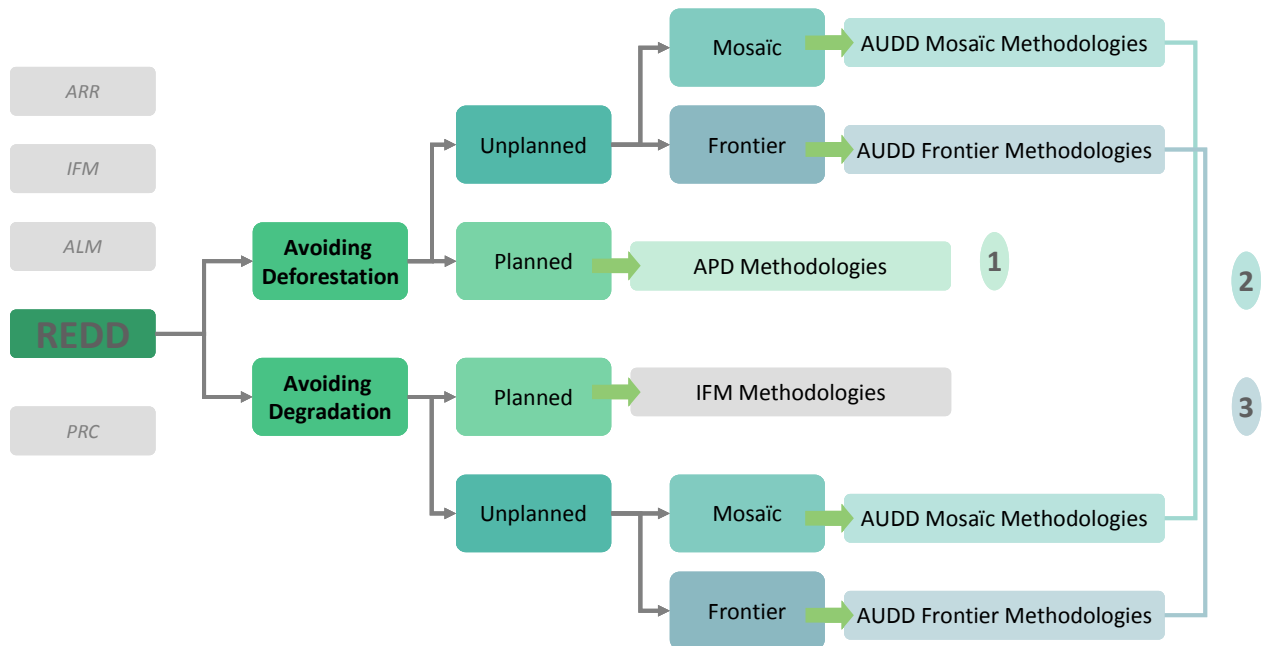 ARR
IFM
ALM
REDD
PRC
Avoiding
Deforestation
Avoiding
Degradation
Unplanned
Planned
Planned
Unplanned
Mosaïc
AUDD Mosaïc Methodologies
Frontier
AUDD Frontier Methodologies
APD Methodologies
1
IFM Methodologies
Mosaïc
AUDD Mosaïc Methodologies
Frontier
AUDD Frontier Methodologies
2
3